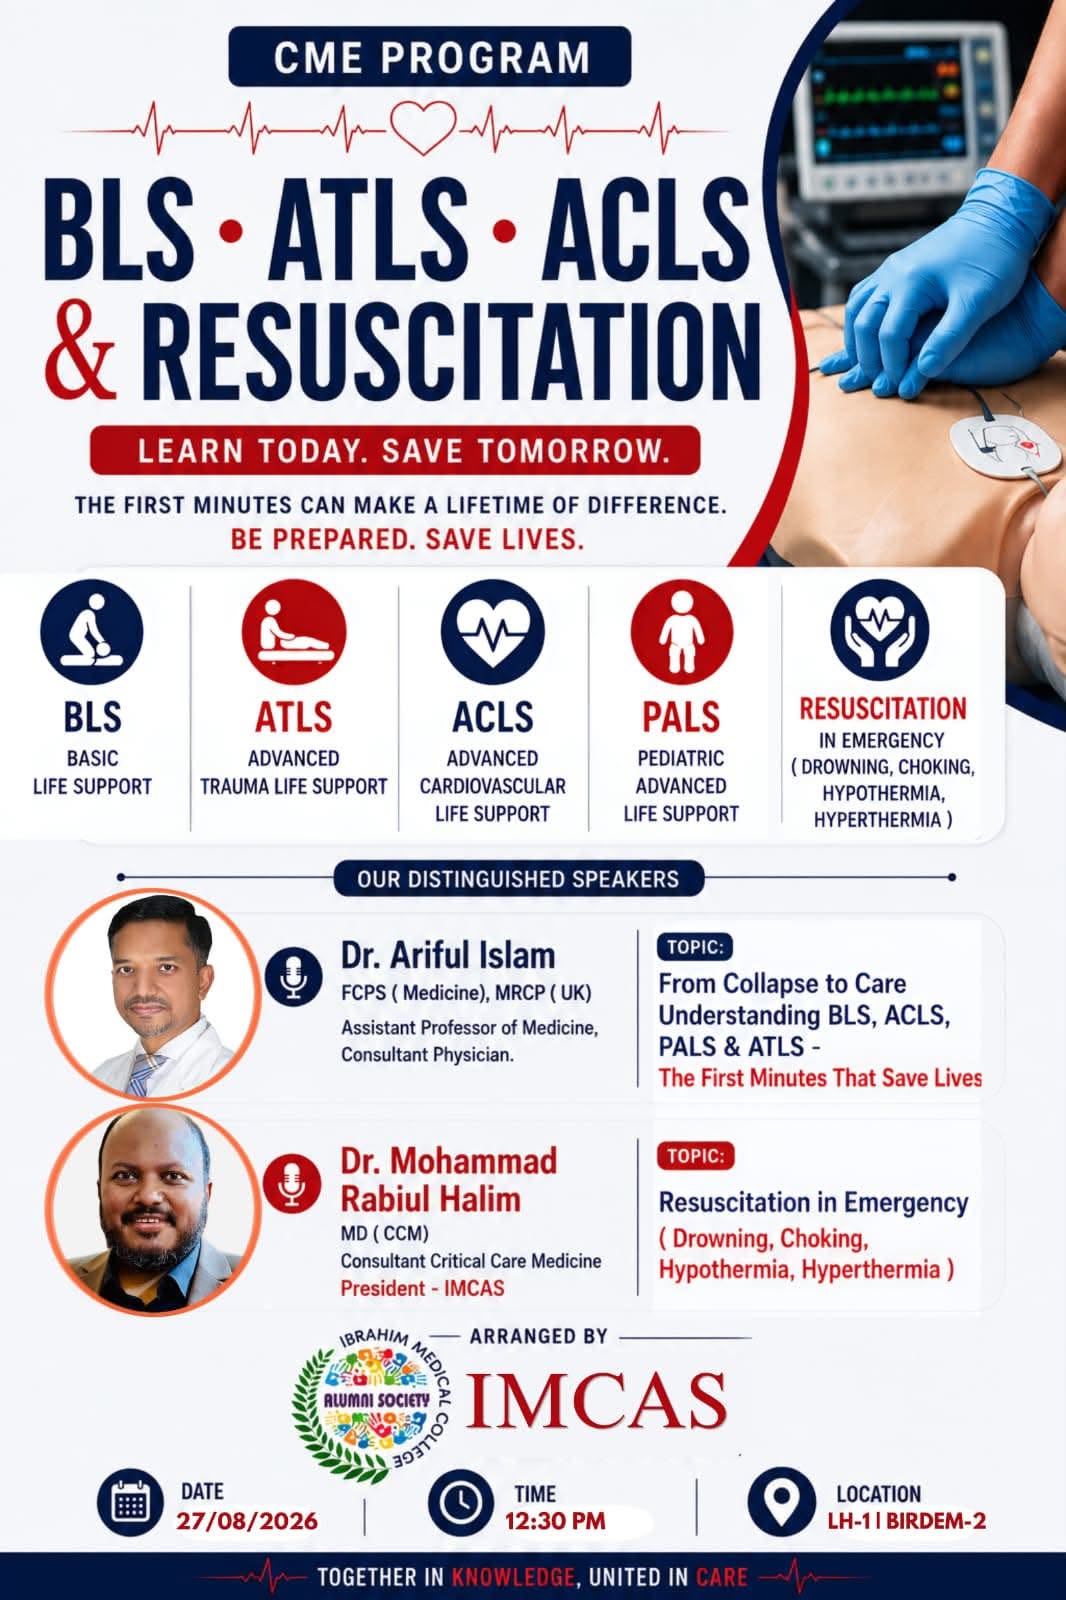 CME PROGRAM
BLS • ATLS • ACLS
& RESUSCITATION
LEARN TODAY. SAVE TOMORROW.
THE FIRST MINUTES CAN MAKE A LIFETIME OF DIFFERENCE.
BE PREPARED. SAVE LIVES.
BLS
BASIC
LIFE SUPPORT
ATLS
ADVANCED
TRAUMA LIFE SUPPORT
ACLS
ADVANCED
CARDIOVASCULAR
LIFE SUPPORT
PALS
PEDIATRIC
ADVANCED
LIFE SUPPORT
RESUSCITATION
IN EMERGENCY
( DROWNING, CHOKING,
HYPOTHERMIA,
HYPERTHERMIA )
OUR DISTINGUISHED SPEAKERS
Dr. Ariful Islam
FCPS ( Medicine), MRCP ( UK)
Assistant Professor of Medicine,
Consultant Physician.
TOPIC:
From Collapse to Care
Understanding BLS, ACLS,
PALS & ATLS -
The First Minutes That Save Lives
Dr. Mohammad
Rabiul Halim
MD ( CCM)
Consultant Critical Care Medicine
President - IMCAS
TOPIC:
Resuscitation in Emergency
( Drowning, Choking,
Hypothermia, Hyperthermia )
ARRANGED BY
IBRAHIM MEDICAL COLLEGE
ALUMNI SOCIETY
IMCAS
DATE
27/08/2026
TIME
12:30 PM
LOCATION
LH-1 | BIRDEM-2
TOGETHER IN KNOWLEDGE, UNITED IN CARE